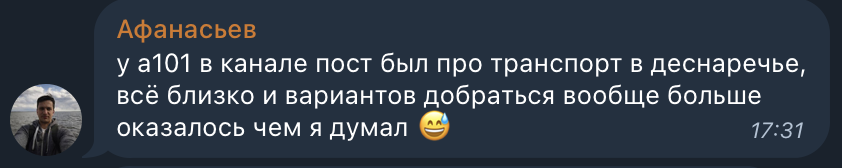 Афанасьев
у а101 в канале пост был про транспорт в деснаречье,
всё близко и вариантов добраться вообще больше
оказалось чем я думал 😅
17:31